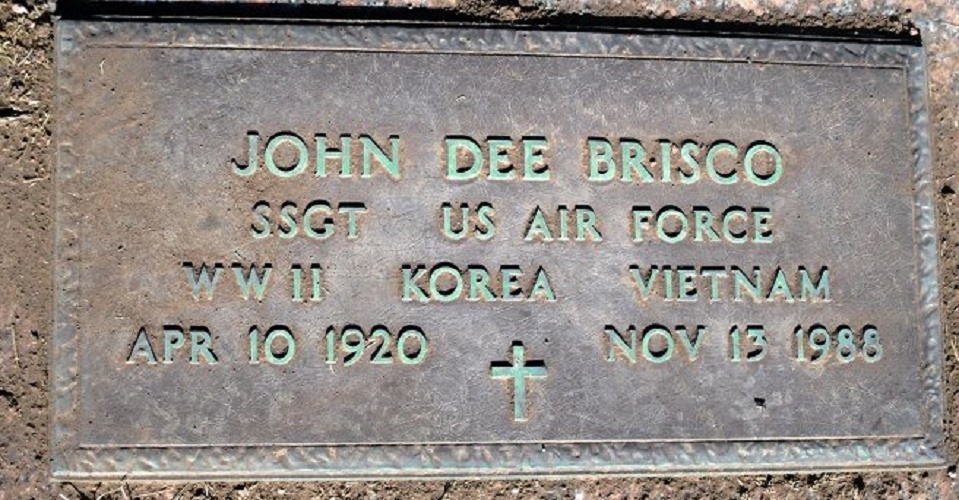 JOHN DEE BRISCO
SSGT US AIR FORCE
WW II KOREA VIETNAM
APR 10 1920 NOV 13 1988